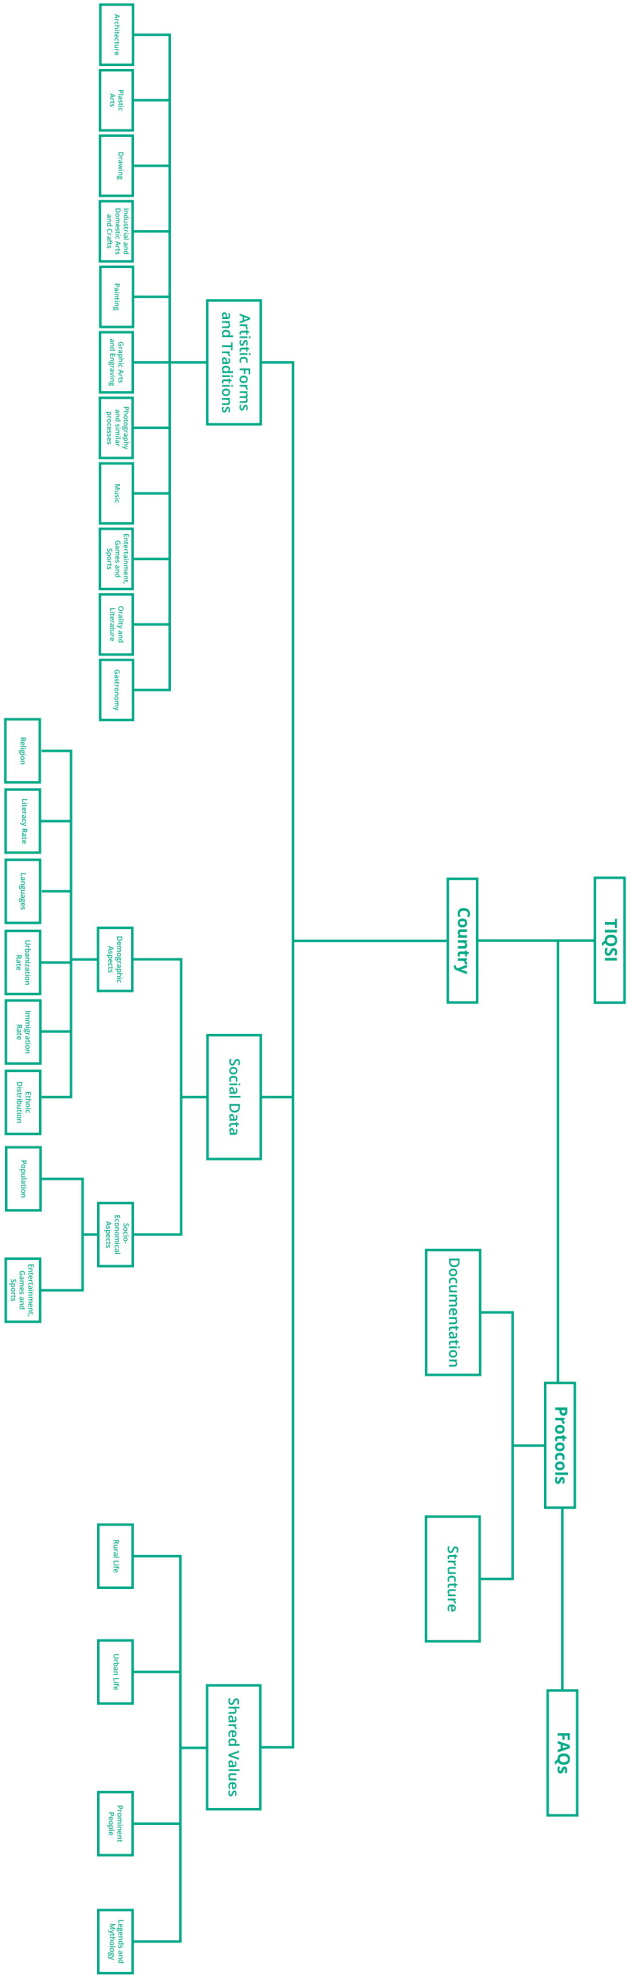 TIQSI
Country
Protocols
FAQs
Documentation
Structure
Artistic Forms
and Traditions
Social Data
Shared Values
Architecture
Plastic
Arts
Drawing
Industrial and
Domestic Arts
and Crafts
Painting
Graphic Arts
and Engraving
Photography
and similar
processes
Music
Entertainment,
Games and
Sports
Orality and
Literature
Gastronomy
Demographic
Aspects
Socio-
Economical
Aspects
Rural Life
Urban Life
Prominent
People
Legends and
Mythology
Religion
Literacy Rate
Languages
Urbanization
Rate
Immigration
Rate
Ethnic
Distribution
Population
Entertainment,
Games and
Sports